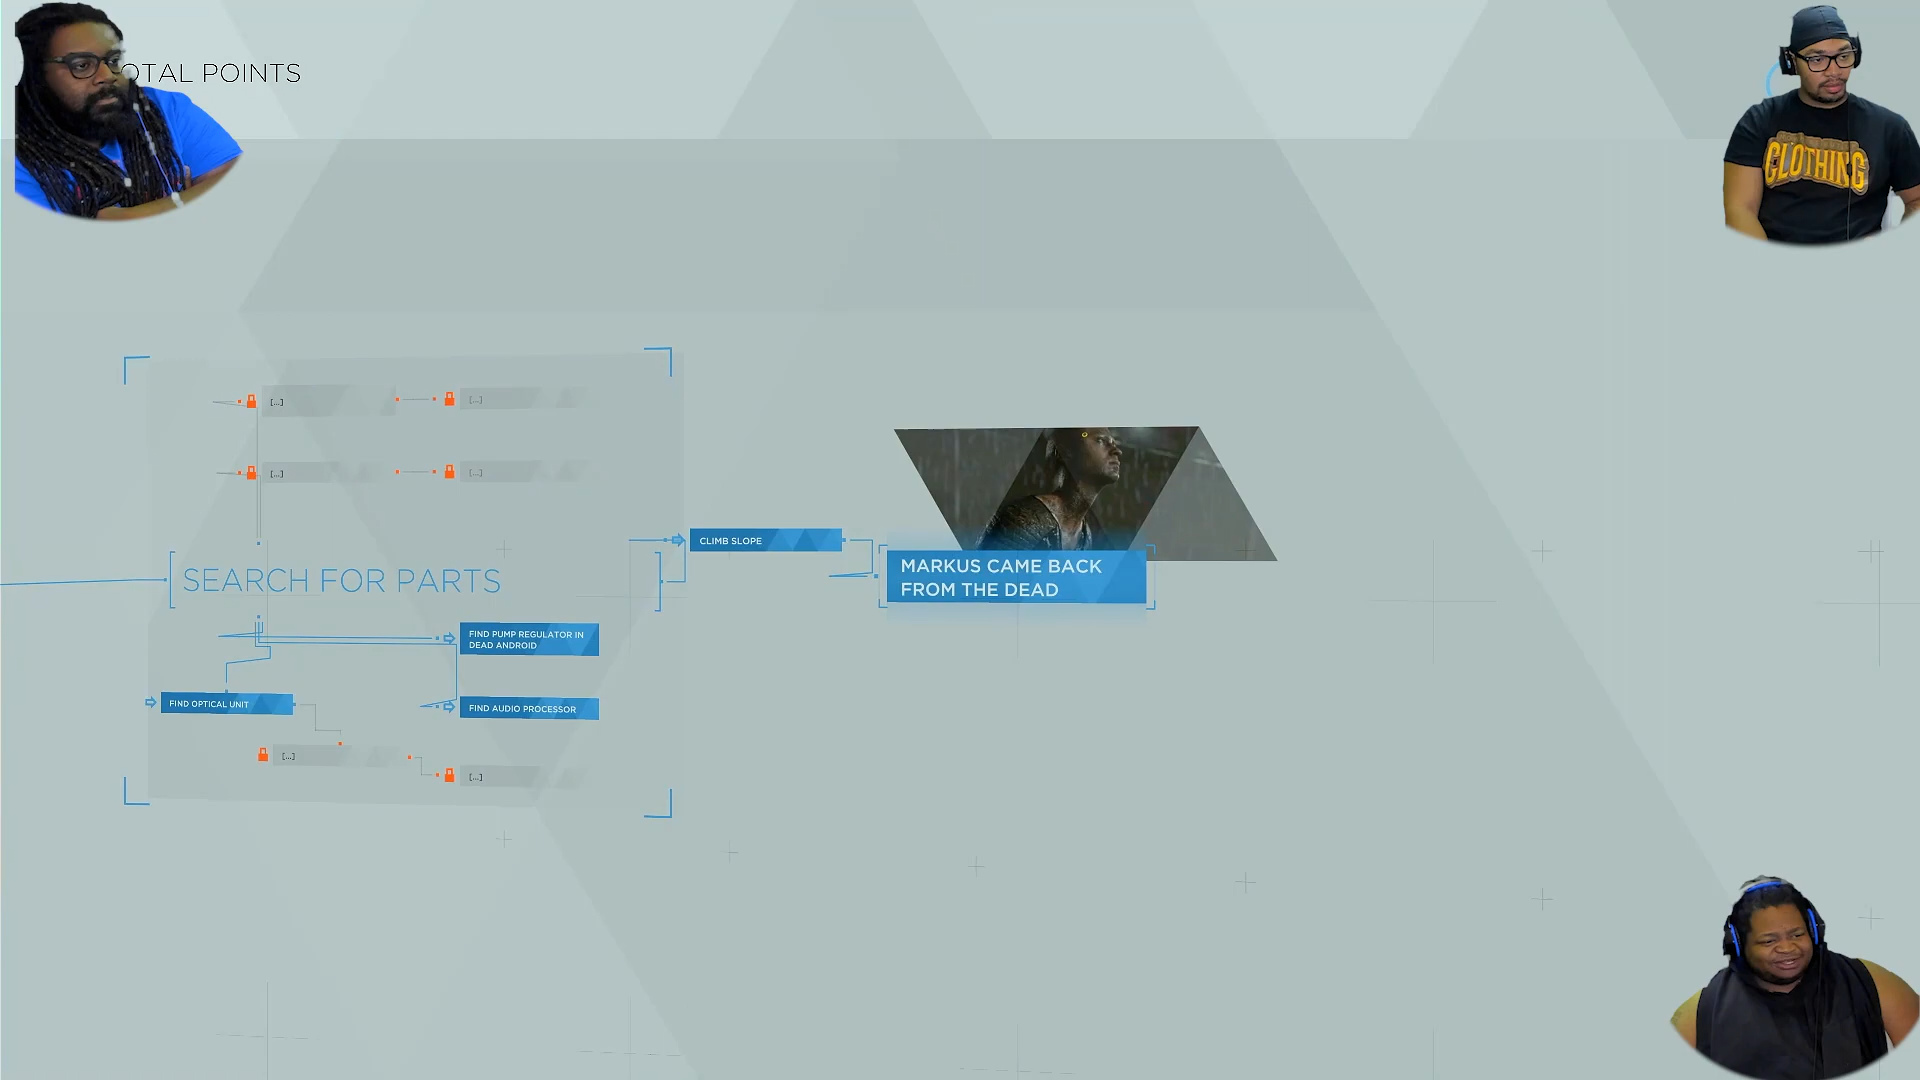 OTAL POINTS
CLOTHING
[...]
[...]
[...]
[...]
CLIMB SLOPE
MARKUS CAME BACK
FROM THE DEAD
SEARCH FOR PARTS
FIND PUMP REGULATOR IN
DEAD ANDROID
FIND OPTICAL UNIT
FIND AUDIO PROCESSOR
[...]
[...]